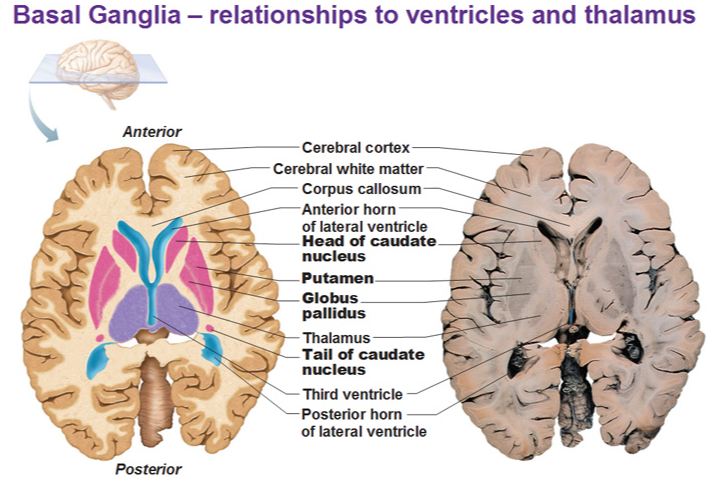 Basal Ganglia – relationships to ventricles and thalamus
Anterior
Cerebral cortex
Cerebral white matter
Corpus callosum
Anterior horn
of lateral ventricle
Head of caudate
nucleus
Putamen
Globus
pallidus
Thalamus
Tail of caudate
nucleus
Third ventricle
Posterior horn
of lateral ventricle
Posterior